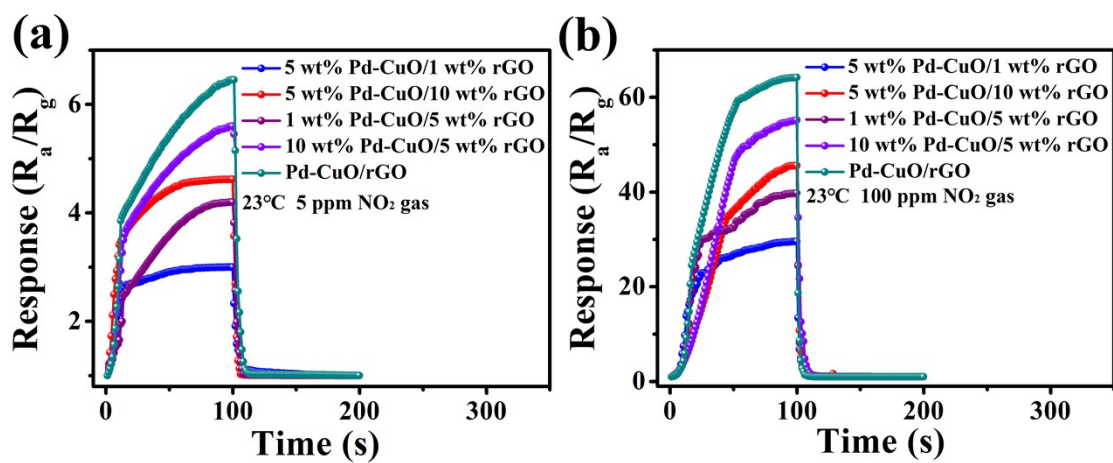 (a)
Response (Ra/Rg)
6
4
2
5 wt% Pd-CuO/1 wt% rGO
5 wt% Pd-CuO/10 wt% rGO
1 wt% Pd-CuO/5 wt% rGO
10 wt% Pd-CuO/5 wt% rGO
Pd-CuO/rGO
23℃ 5 ppm NO₂ gas
0 100 200 300
Time (s)
(b)
Response (Ra/Rg)
60
40
20
0
5 wt% Pd-CuO/1 wt% rGO
5 wt% Pd-CuO/10 wt% rGO
1 wt% Pd-CuO/5 wt% rGO
10 wt% Pd-CuO/5 wt% rGO
Pd-CuO/rGO
23℃ 100 ppm NO₂ gas
0 100 200 300
Time (s)